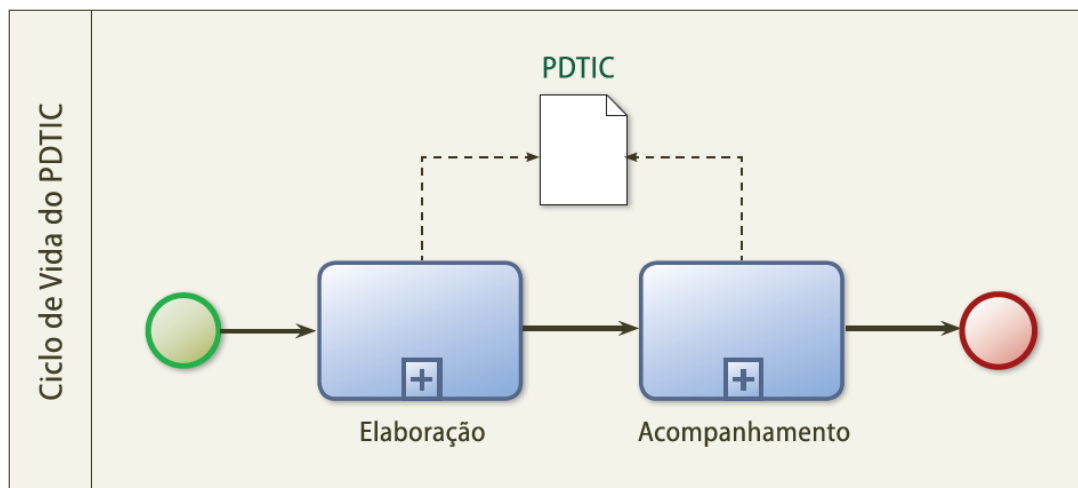 Ciclo de Vida do PDTIC
PDTIC
Elaboração
Acompanhamento